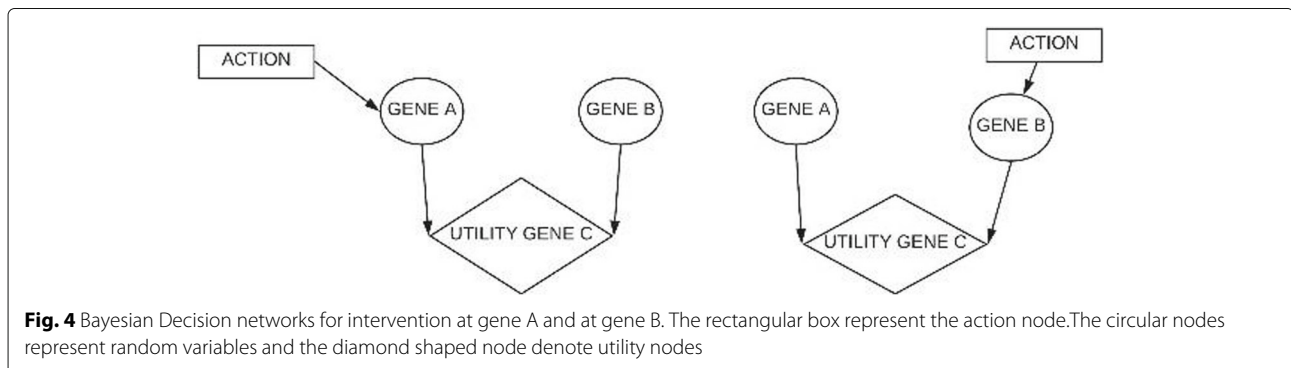 ACTION
GENE A
GENE B
UTILITY GENE C
ACTION
GENE A
GENE B
UTILITY GENE C
Fig. 4 Bayesian Decision networks for intervention at gene A and at gene B. The rectangular box represent the action node.The circular nodes
represent random variables and the diamond shaped node denote utility nodes